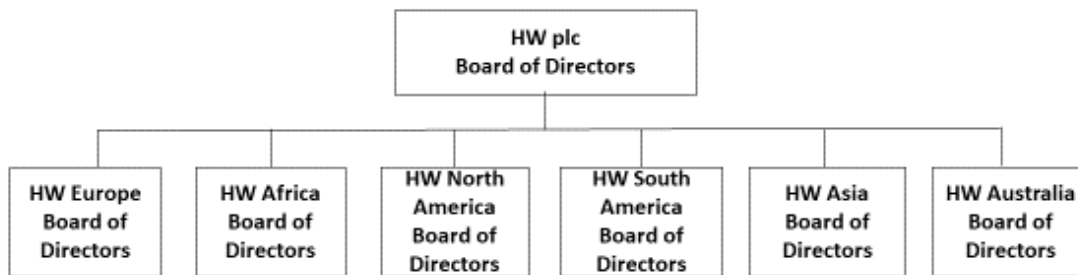 HW plc
Board of Directors
HW Europe
Board of
Directors
HW Africa
Board of
Directors
HW North
America
Board of
Directors
HW South
America
Board of
Directors
HW Asia
Board of
Directors
HW Australia
Board of
Directors